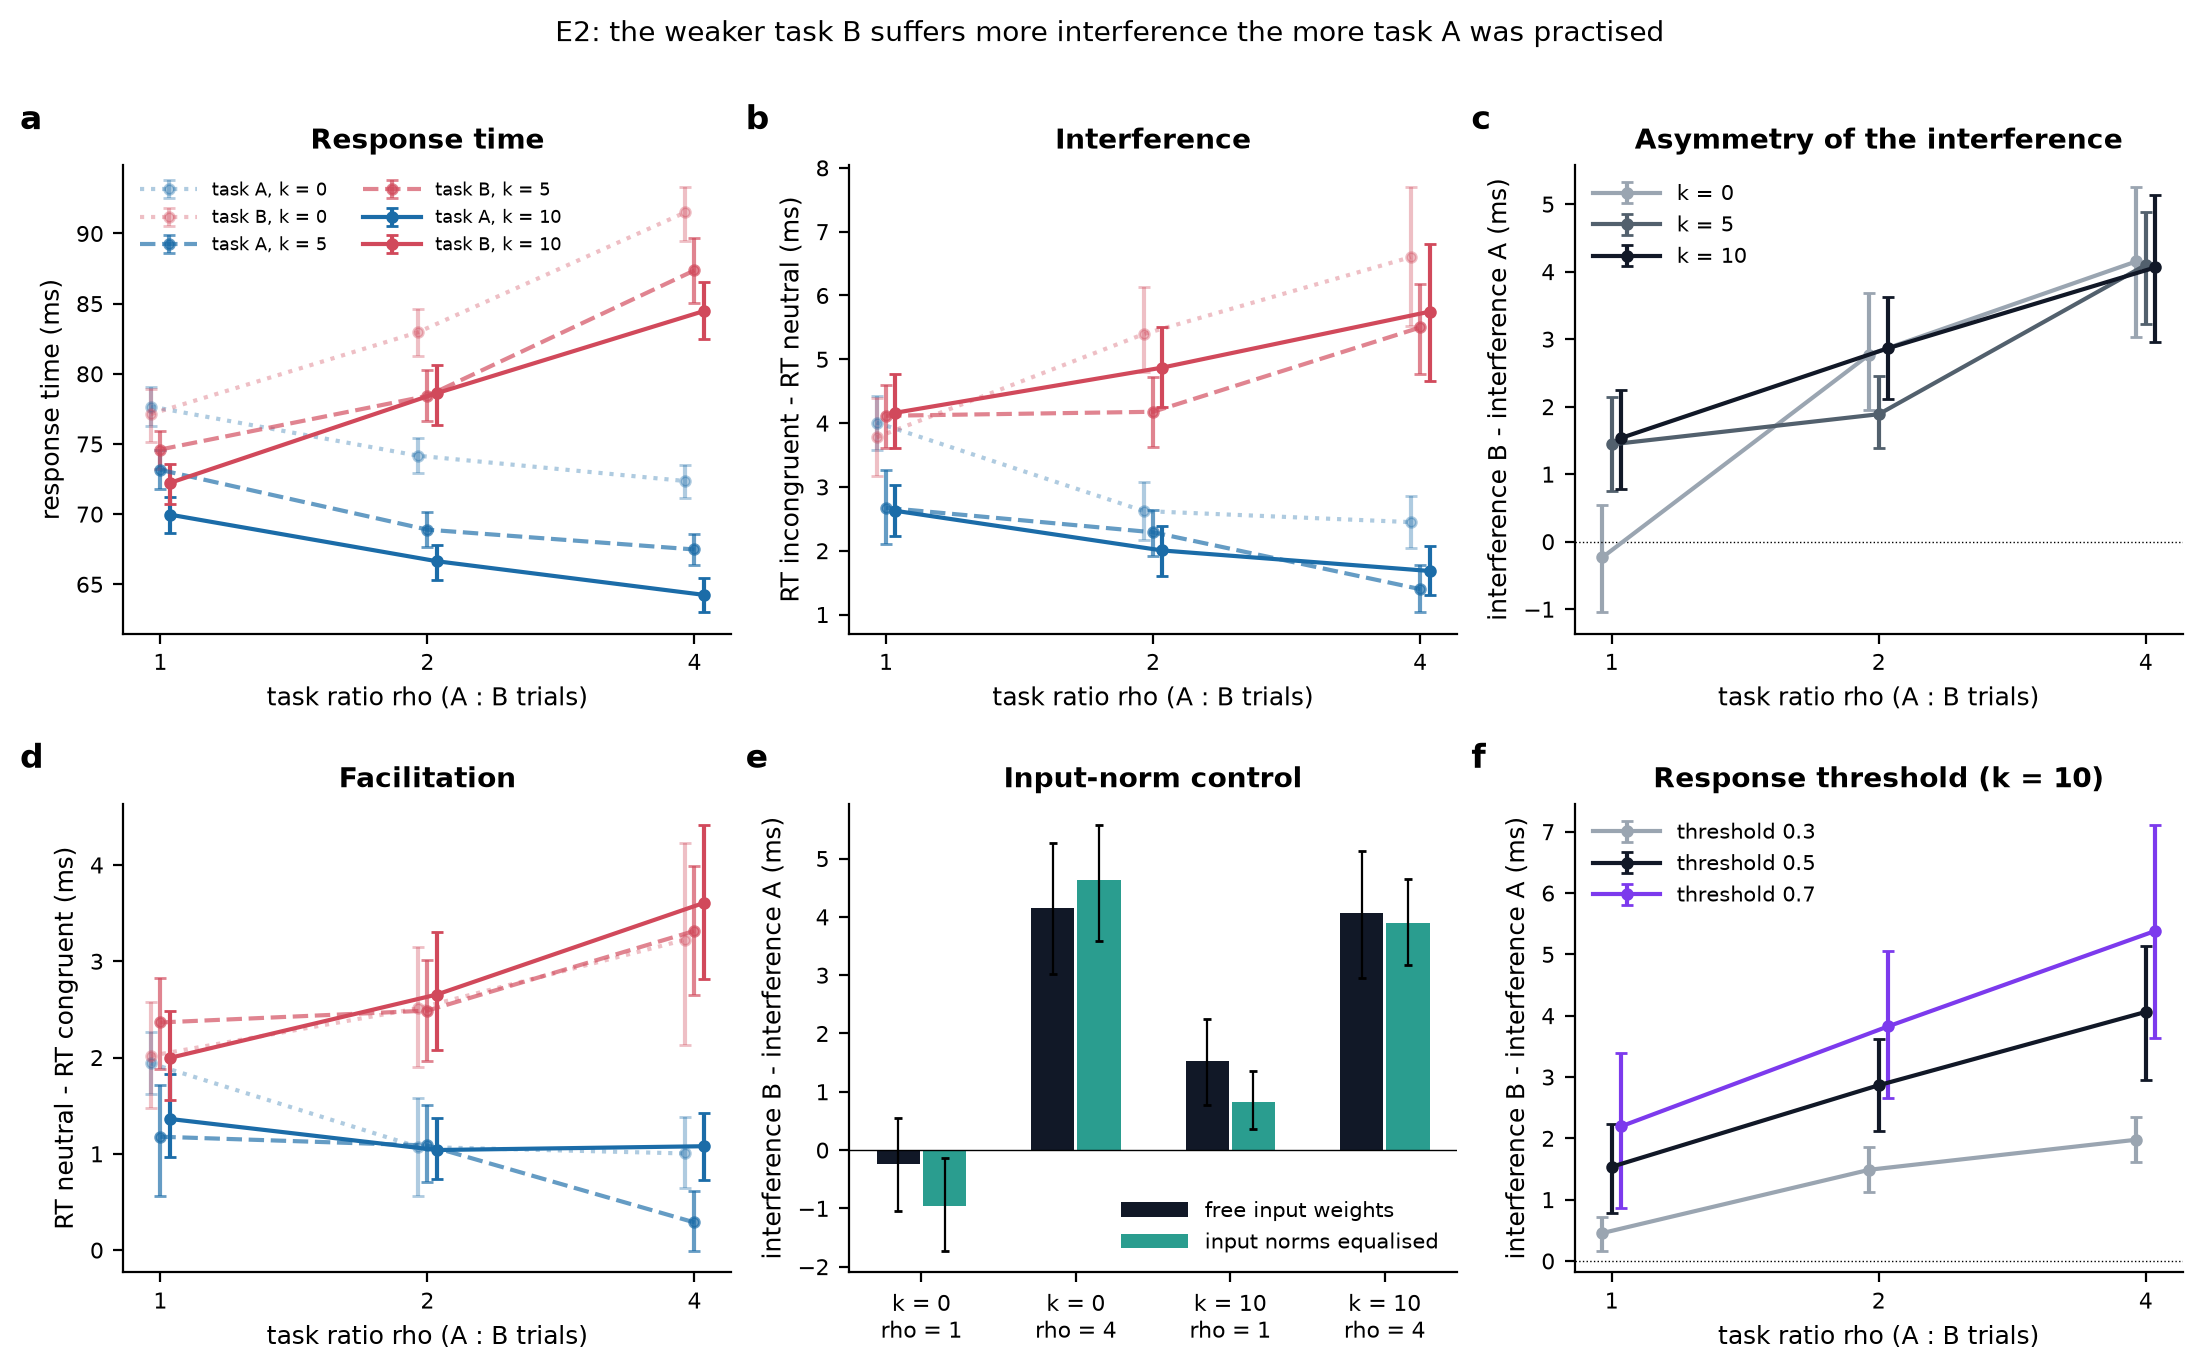 E2: the weaker task B suffers more interference the more task A was practised
a
Response time
task A, k = 0
task B, k = 0
task A, k = 5
task B, k = 5
task A, k = 10
task B, k = 10
90
85
80
75
70
65
response time (ms)
1
2
4
task ratio rho (A : B trials)
b
Interference
8
7
6
5
4
3
2
1
RT incongruent - RT neutral (ms)
1
2
4
task ratio rho (A : B trials)
c
Asymmetry of the interference
k = 0
k = 5
k = 10
5
4
3
2
1
0
−1
interference B - interference A (ms)
1
2
4
task ratio rho (A : B trials)
d
Facilitation
4
3
2
1
0
RT neutral - RT congruent (ms)
1
2
4
task ratio rho (A : B trials)
e
Input-norm control
5
4
3
2
1
0
−1
−2
interference B - interference A (ms)
free input weights
input norms equalised
k = 0
rho = 1
k = 0
rho = 4
k = 10
rho = 1
k = 10
rho = 4
f
Response threshold (k = 10)
threshold 0.3
threshold 0.5
threshold 0.7
7
6
5
4
3
2
1
0
interference B - interference A (ms)
1
2
4
task ratio rho (A : B trials)